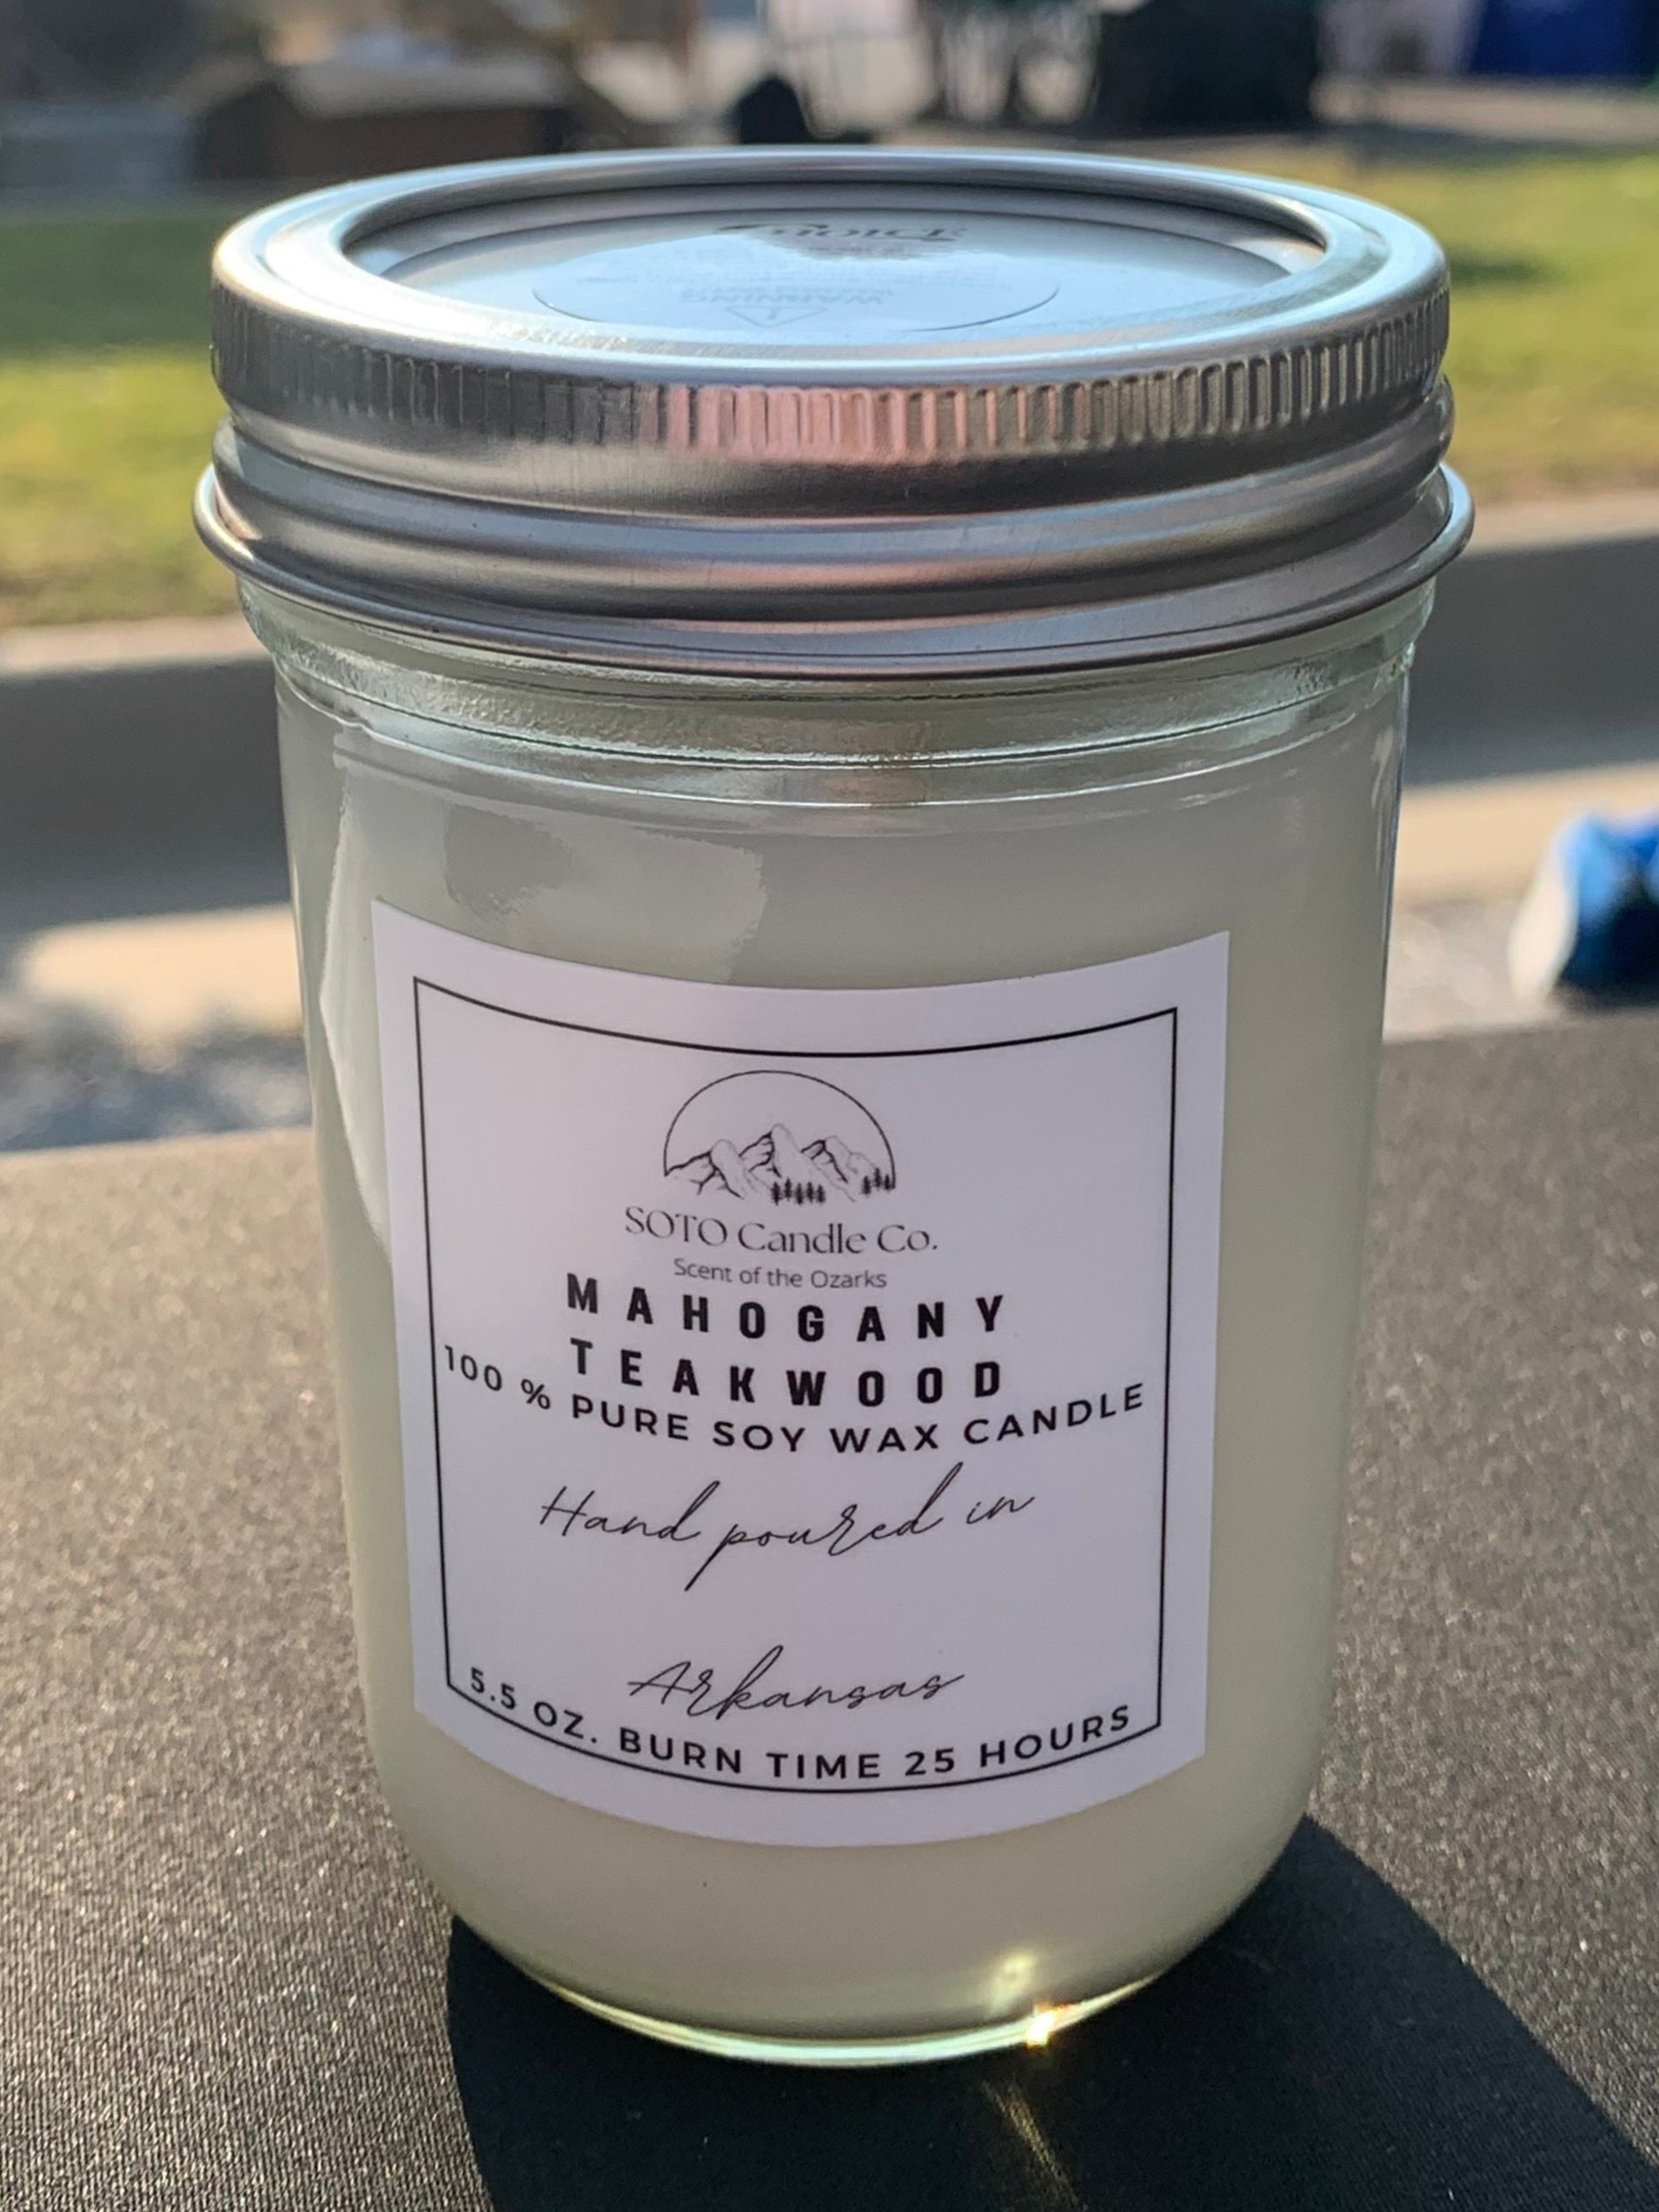 WARNING
SOTO Candle Co.
Scent of the Ozarks
MAHOGANY
TEAKWOOD
100 % PURE SOY WAX CANDLE
Hand poured in
Arkansas
5.5 OZ. BURN TIME 25 HOURS